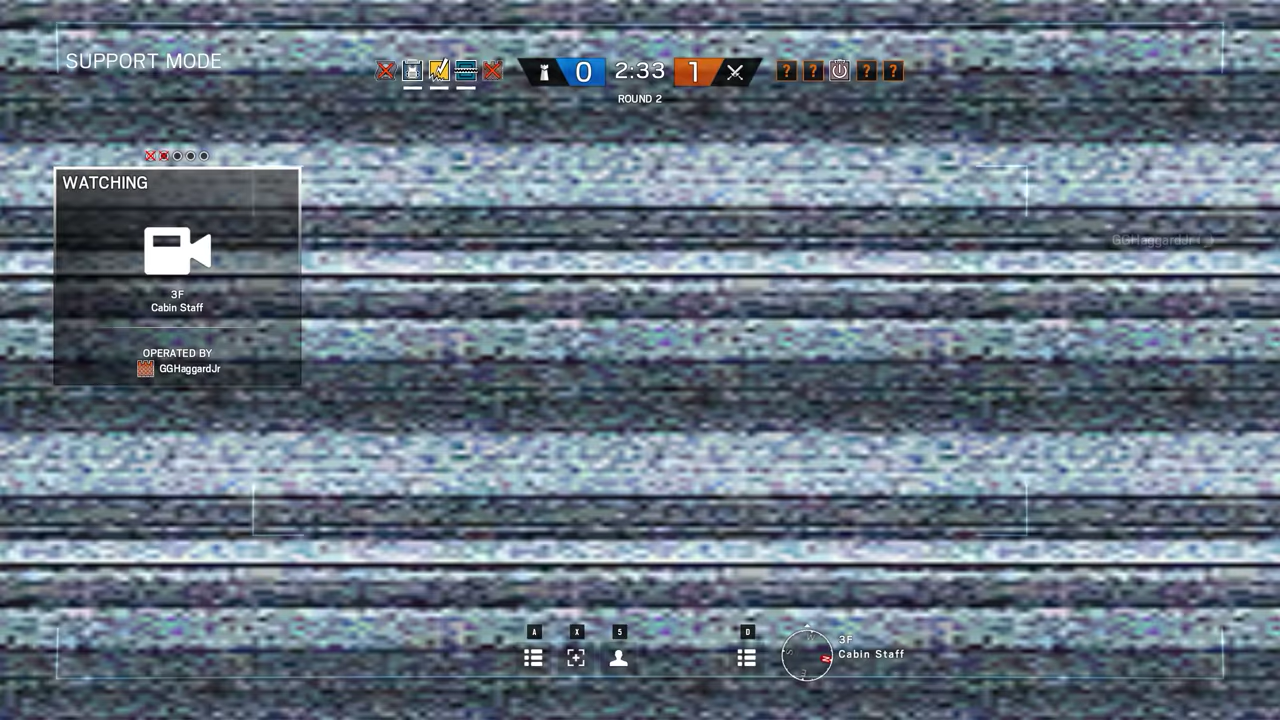 SUPPORT MODE
0 2:33 1
? ? ? ?
ROUND 2
WATCHING
GGHaggardJr
3F
Cabin Staff
OPERATED BY
GGHaggardJr
A X 5 D
3F
Cabin Staff